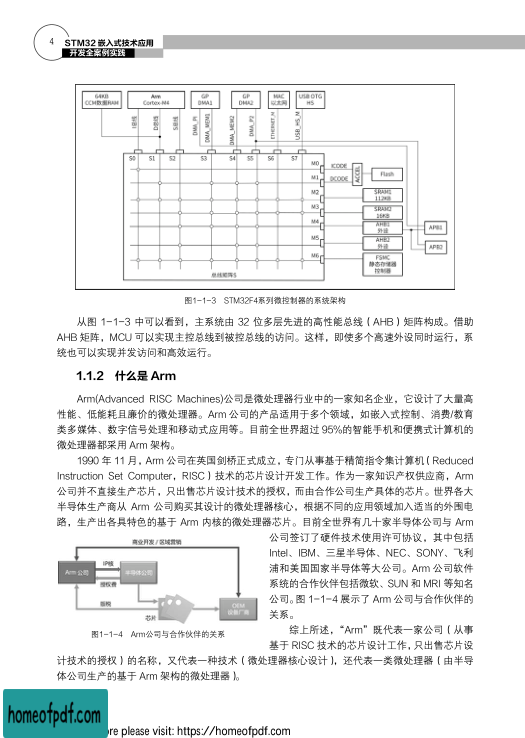 4
STM32 嵌入式技术应用
开发全案例实践
64KB
CCM数据RAM
Arm
Cortex-M4
GP
DMA1
GP
DMA2
MAC
以太网
USB OTG
HS
I总线
D总线
S总线
DMA_PI
DMA_MEM1
DMA_MEM2
DMA_P2
ETHERNET_M
USB_HS_M
S0 S1 S2 S3 S4 S5 S6 S7
M0 ICODE
M1 DCODE
ACCEL
Flash
M2
SRAM1
112KB
M3
SRAM2
16KB
M4
AHB1
外设
APB1
M5
AHB2
外设
APB2
M6
FSMC
静态存储器
控制器
总线矩阵S
图1-1-3 STM32F4系列微控制器的系统架构
从图 1-1-3 中可以看到，主系统由 32 位多层先进的高性能总线（AHB）矩阵构成。借助
AHB 矩阵，MCU 可以实现主控总线到被控总线的访问。这样，即使多个高速外设同时运行，系
统也可以实现并发访问和高效运行。
1.1.2 什么是 Arm
Arm(Advanced RISC Machines)公司是微处理器行业中的一家知名企业，它设计了大量高
性能、低能耗且廉价的微处理器。Arm 公司的产品适用于多个领域，如嵌入式控制、消费/教育
类多媒体、数字信号处理和移动式应用等。目前全世界超过 95%的智能手机和便携式计算机的
微处理器都采用 Arm 架构。
1990 年 11 月，Arm 公司在英国剑桥正式成立，专门从事基于精简指令集计算机（Reduced
Instruction Set Computer，RISC）技术的芯片设计开发工作。作为一家知识产权供应商，Arm
公司并不直接生产芯片，只出售芯片设计技术的授权，而由合作公司生产具体的芯片。世界各大
半导体生产商从 Arm 公司购买其设计的微处理器核心，根据不同的应用领域加入适当的外围电
路，生产出各具特色的基于 Arm 内核的微处理器芯片。目前全世界有几十家半导体公司与 Arm
公司签订了硬件技术使用许可协议，其中包括
Intel、IBM、三星半导体、NEC、SONY、飞利
浦和美国国家半导体等大公司。Arm 公司软件
系统的合作伙伴包括微软、SUN 和 MRI 等知名
公司。图 1-1-4 展示了 Arm 公司与合作伙伴的
关系。
商业开发 / 区域营销
Arm 公司
IP核
授权费
半导体公司
版税
芯片
OEM
设备厂商
图1-1-4 Arm公司与合作伙伴的关系
综上所述，“Arm”既代表一家公司（从事
基于 RISC 技术的芯片设计工作，只出售芯片设
计技术的授权）的名称，又代表一种技术（微处理器核心设计），还代表一类微处理器（由半导
体公司生产的基于 Arm 架构的微处理器）。
homeofpdf.com
ore please visit: https://homeofpdf.com